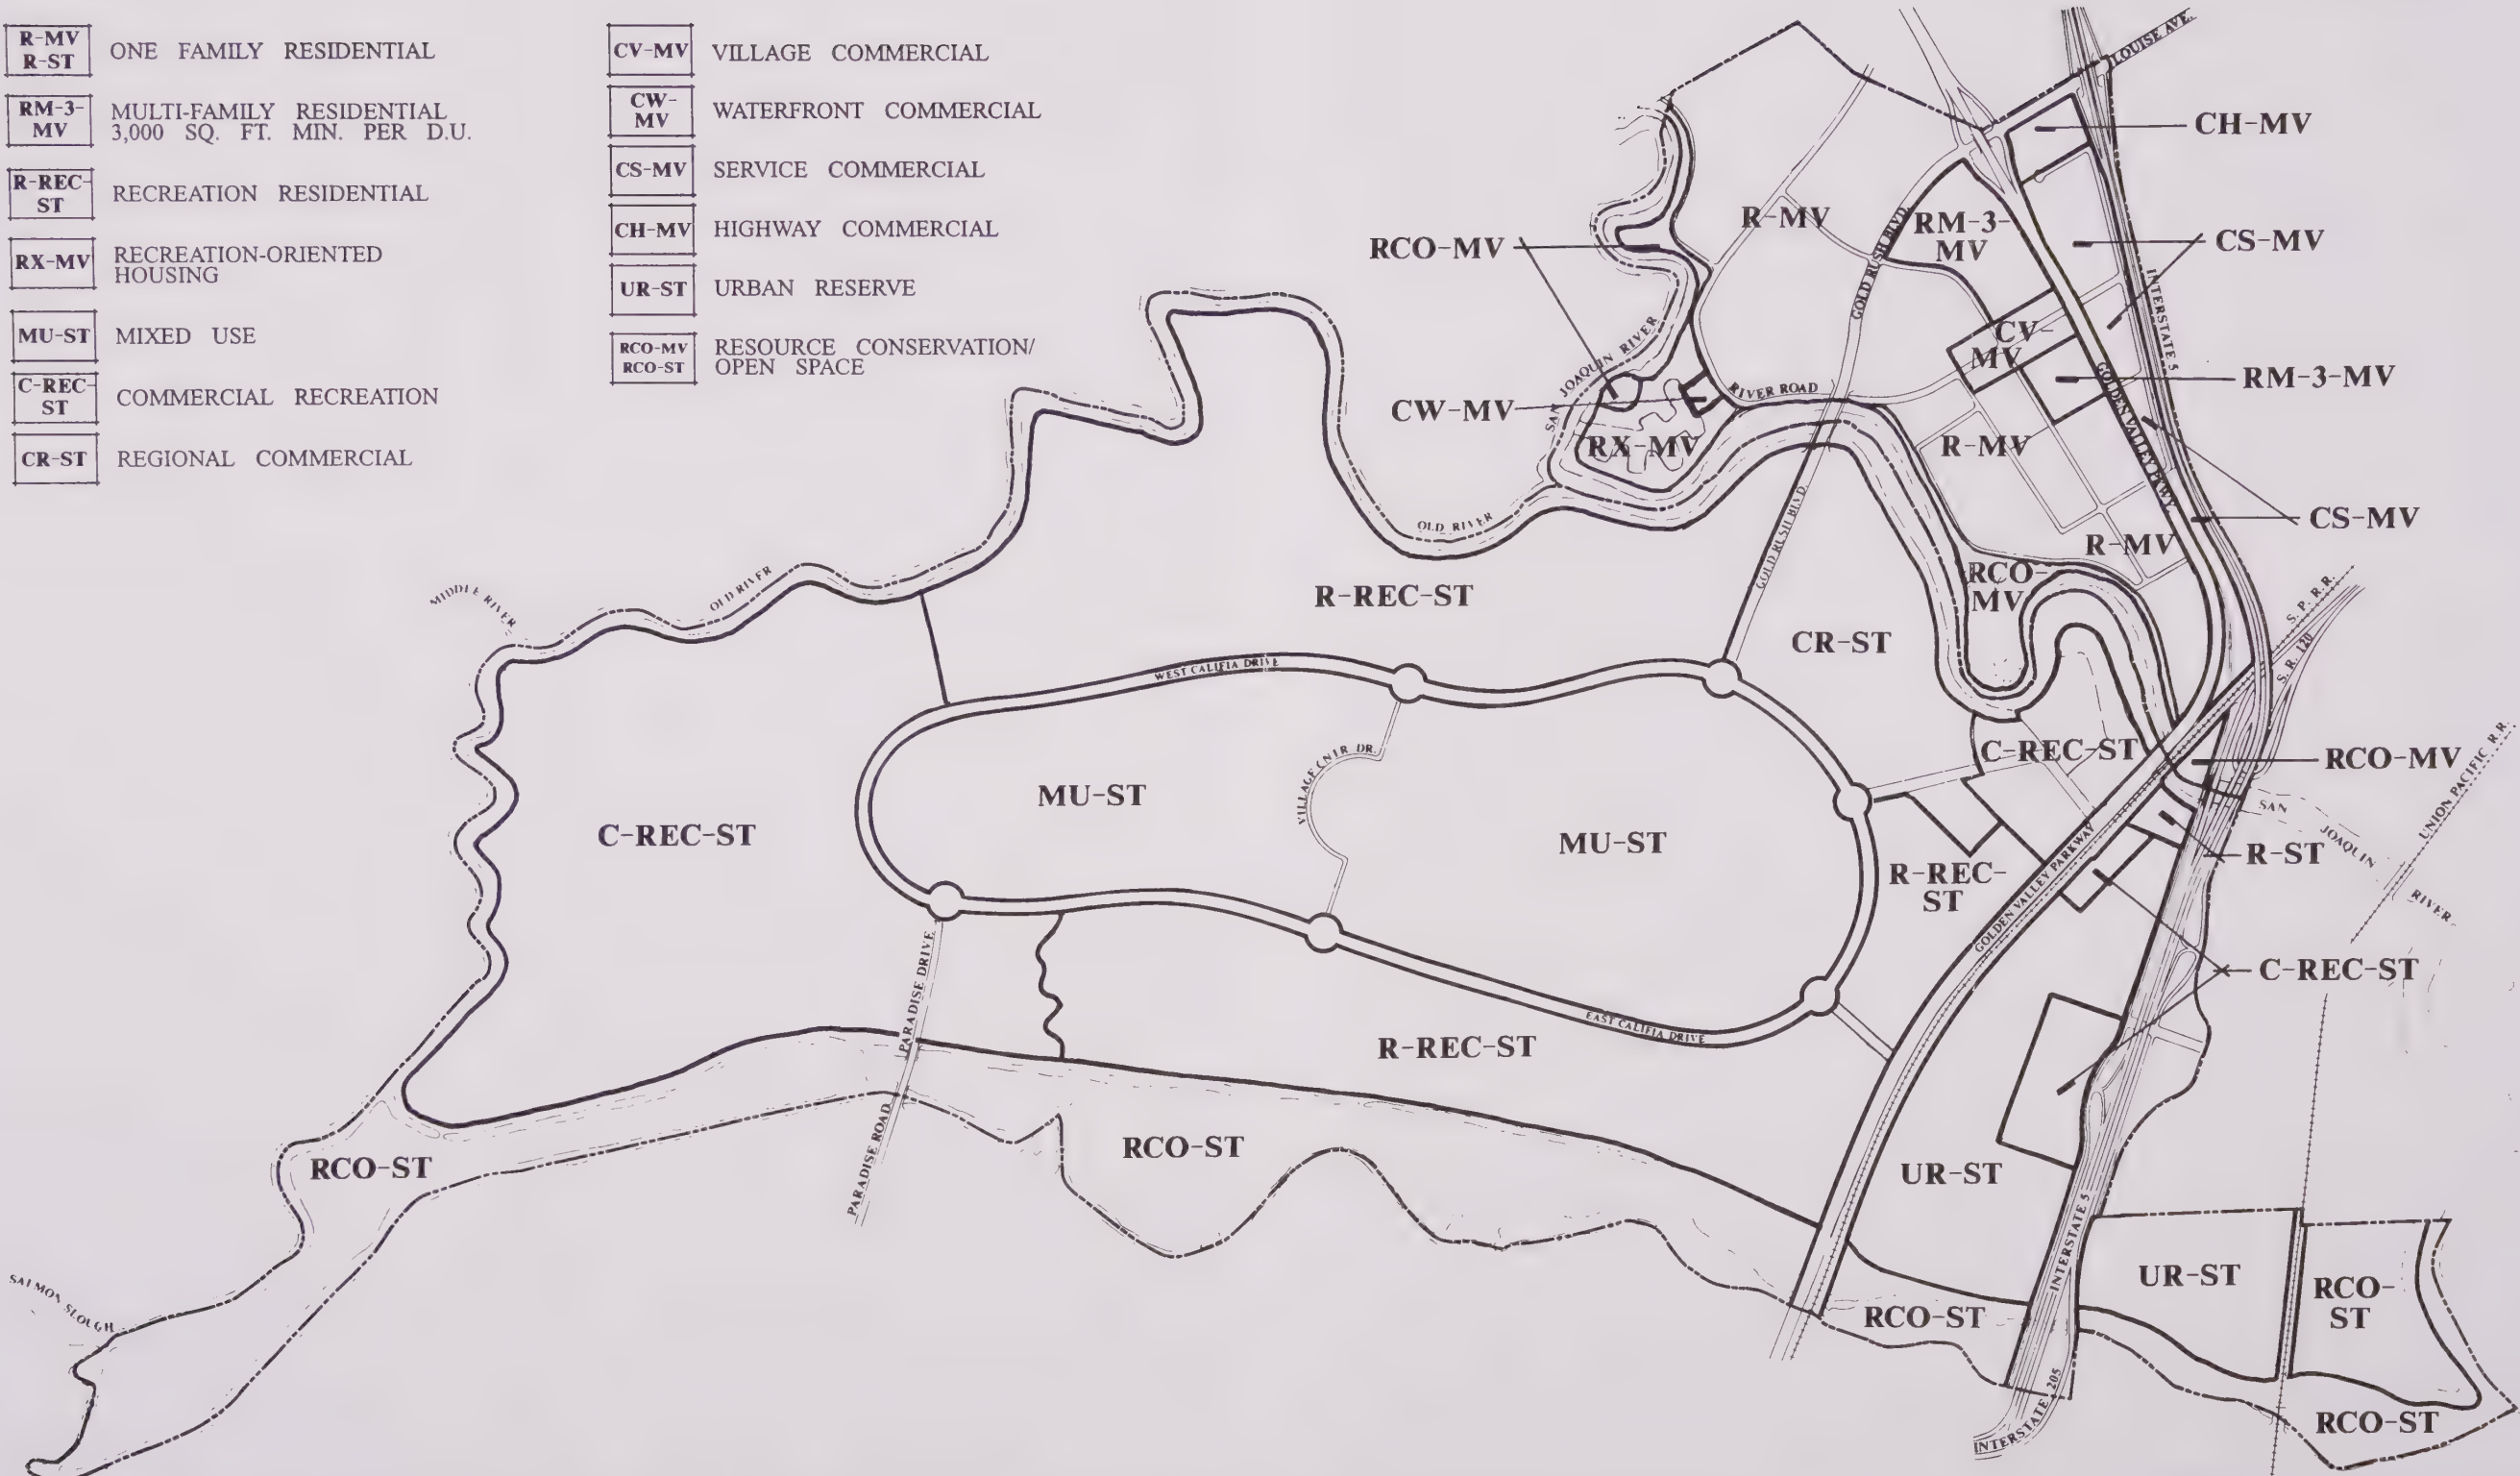 R-MV
R-ST
ONE FAMILY RESIDENTIAL
RM-3-
MV
MULTI-FAMILY RESIDENTIAL
3,000 SQ. FT. MIN. PER D.U.
R-REC-
ST
RECREATION RESIDENTIAL
RX-MV
RECREATION-ORIENTED
HOUSING
MU-ST
MIXED USE
C-REC-
ST
COMMERCIAL RECREATION
CR-ST
REGIONAL COMMERCIAL
CV-MV
VILLAGE COMMERCIAL
CW-
MV
WATERFRONT COMMERCIAL
CS-MV
SERVICE COMMERCIAL
CH-MV
HIGHWAY COMMERCIAL
UR-ST
URBAN RESERVE
RCO-MV
RCO-ST
RESOURCE CONSERVATION/
OPEN SPACE
LOUISE AVE.
CH-MV
R-MV
GOLD RUSH BLVD.
RM-3-
MV
CS-MV
RCO-MV
INTERSTATE 5
SAN JOAQUIN RIVER
CV-
MV
RM-3-MV
RIVER ROAD
CW-MV
GOLDEN VALLEY PKWY.
RX-MV
R-MV
OLD RIVER
GOLD RUSH BLVD.
CS-MV
R-MV
RCO-
MV
MIDDLE RIVER
OLD RIVER
R-REC-ST
S.P.R.R.
S.R. 120
CR-ST
WEST CALIFIA DRIVE
VILLAGE CNTR DR.
C-REC-ST
RCO-MV
UNION PACIFIC R.R.
MU-ST
SAN
JOAQUIN
RIVER
C-REC-ST
MU-ST
R-ST
R-REC-
ST
GOLDEN VALLEY PARKWAY
PARADISE DRIVE
C-REC-ST
EAST CALIFIA DRIVE
R-REC-ST
PARADISE ROAD
RCO-ST
RCO-ST
UR-ST
INTERSTATE 5
UR-ST
RCO-
ST
SALMON SLOUGH
RCO-ST
INTERSTATE 205
RCO-ST